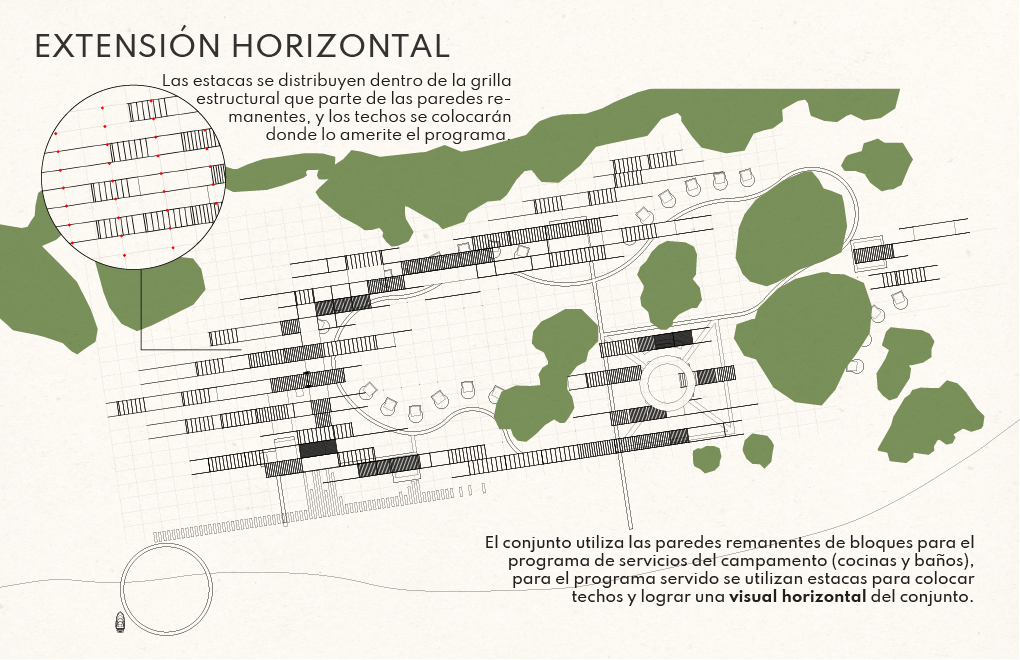 EXTENSIÓN HORIZONTAL
Las estacas se distribuyen dentro de la grilla
estructural que parte de las paredes re-
manentes, y los techos se colocarán
donde lo amerite el programa.
El conjunto utiliza las paredes remanentes de bloques para el
programa de servicios del campamento (cocinas y baños),
para el programa servido se utilizan estacas para colocar
techos y lograr una visual horizontal del conjunto.